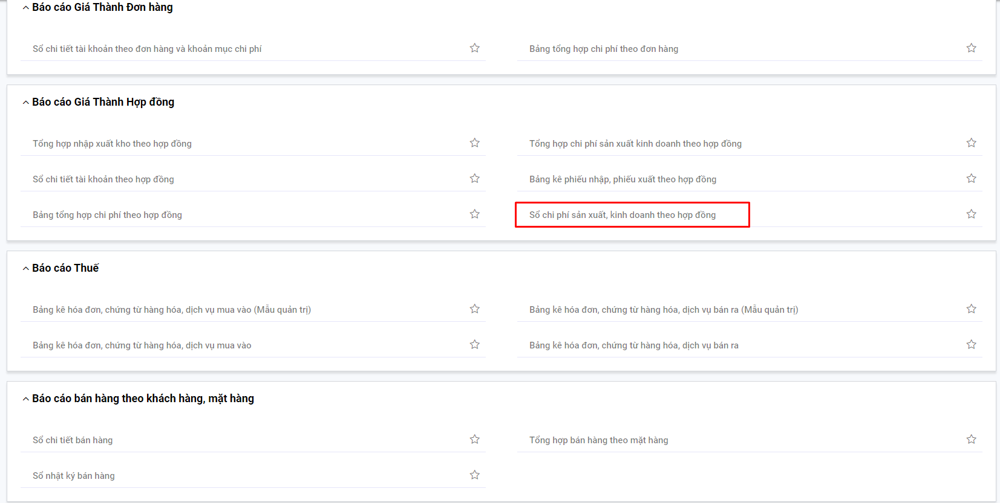 Báo cáo Giá Thành Đơn hàng
Sổ chi tiết tài khoản theo đơn hàng và khoản mục chi phí
Bảng tổng hợp chi phí theo đơn hàng
Báo cáo Giá Thành Hợp đồng
Tổng hợp nhập xuất kho theo hợp đồng
Tổng hợp chi phí sản xuất kinh doanh theo hợp đồng
Sổ chi tiết tài khoản theo hợp đồng
Bảng kê phiếu nhập, phiếu xuất theo hợp đồng
Bảng tổng hợp chi phí theo hợp đồng
Sổ chi phí sản xuất, kinh doanh theo hợp đồng
Báo cáo Thuế
Bảng kê hóa đơn, chứng từ hàng hóa, dịch vụ mua vào (Mẫu quản trị)
Bảng kê hóa đơn, chứng từ hàng hóa, dịch vụ bán ra (Mẫu quản trị)
Bảng kê hóa đơn, chứng từ hàng hóa, dịch vụ mua vào
Bảng kê hóa đơn, chứng từ hàng hóa, dịch vụ bán ra
Báo cáo bán hàng theo khách hàng, mặt hàng
Sổ chi tiết bán hàng
Tổng hợp bán hàng theo mặt hàng
Sổ nhật ký bán hàng